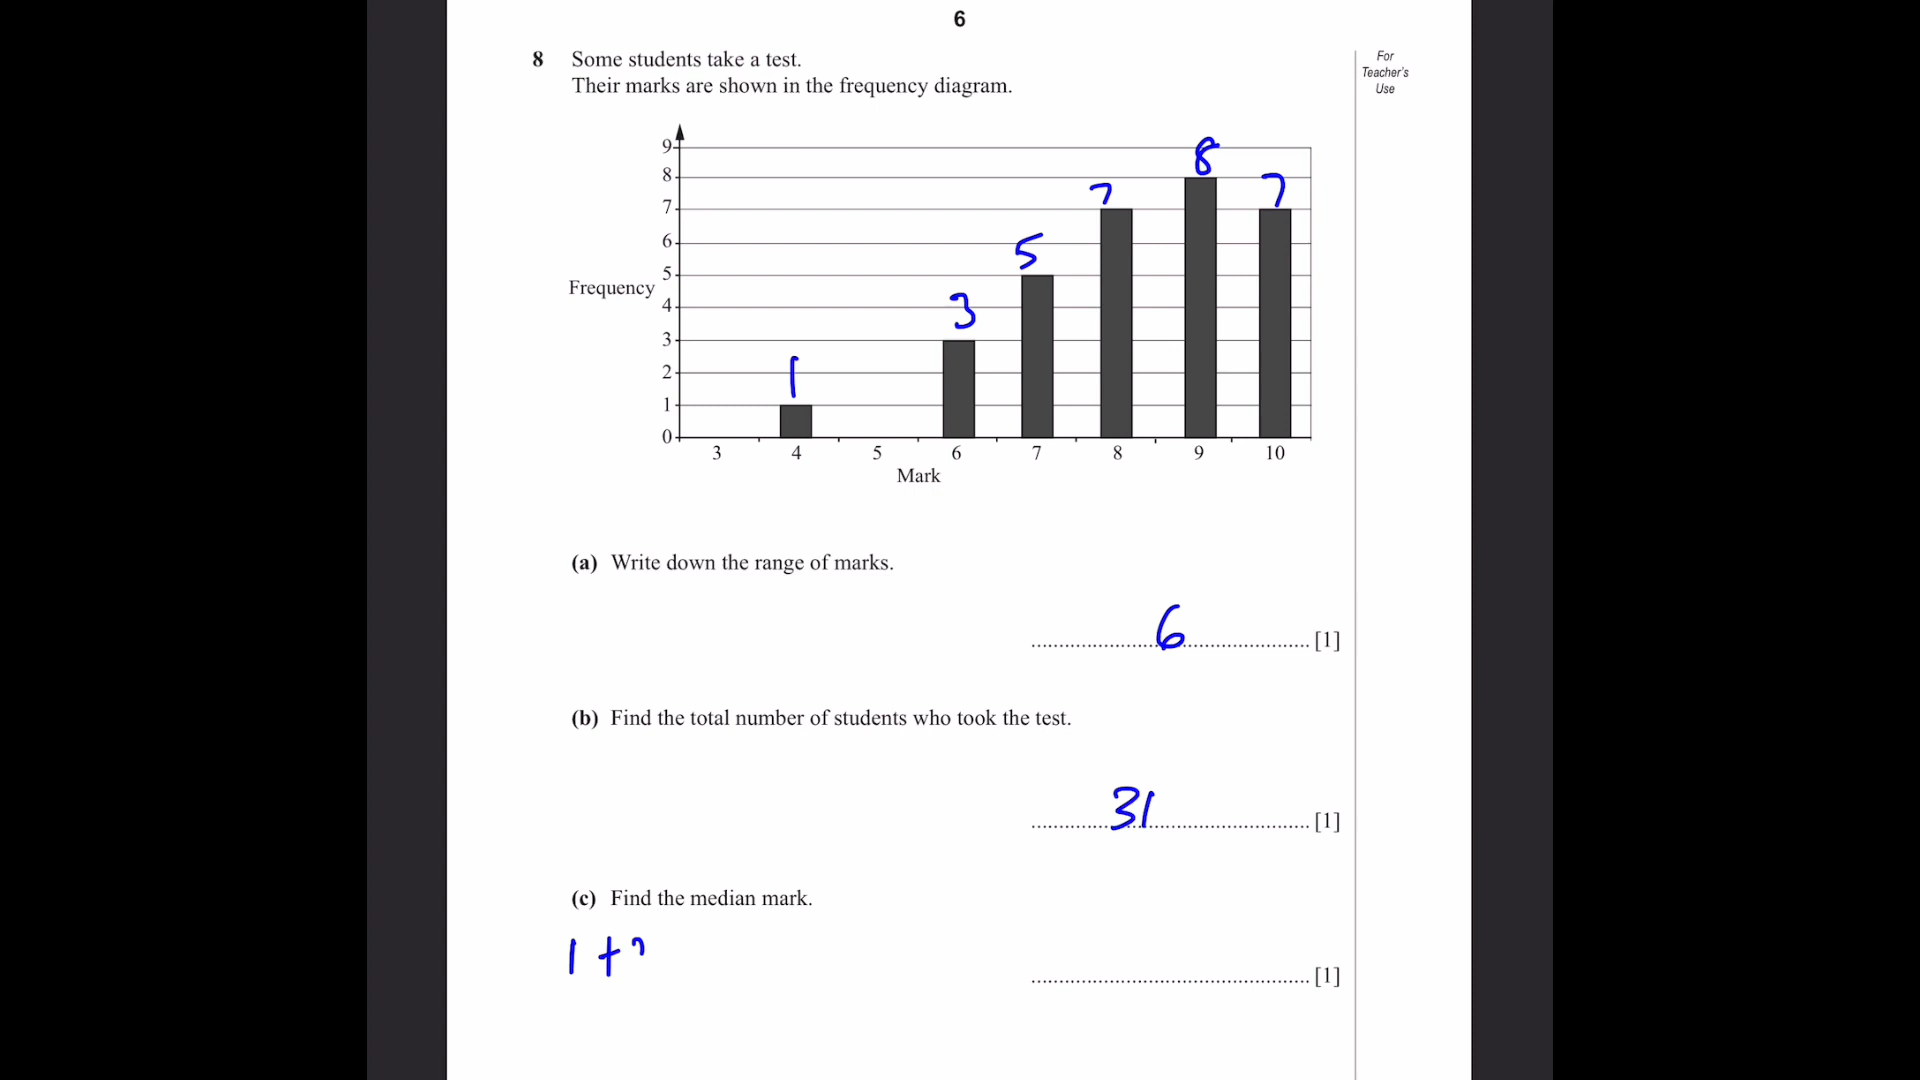 6
8 Some students take a test.
Their marks are shown in the frequency diagram.
For
Teacher's
Use
9
8
7
6
5
4
3
2
1
0
Frequency
1
3
5
7
8
7
3 4 5 6 7 8 9 10
Mark
(a) Write down the range of marks.
6 [1]
(b) Find the total number of students who took the test.
31 [1]
(c) Find the median mark.
1 +
[1]